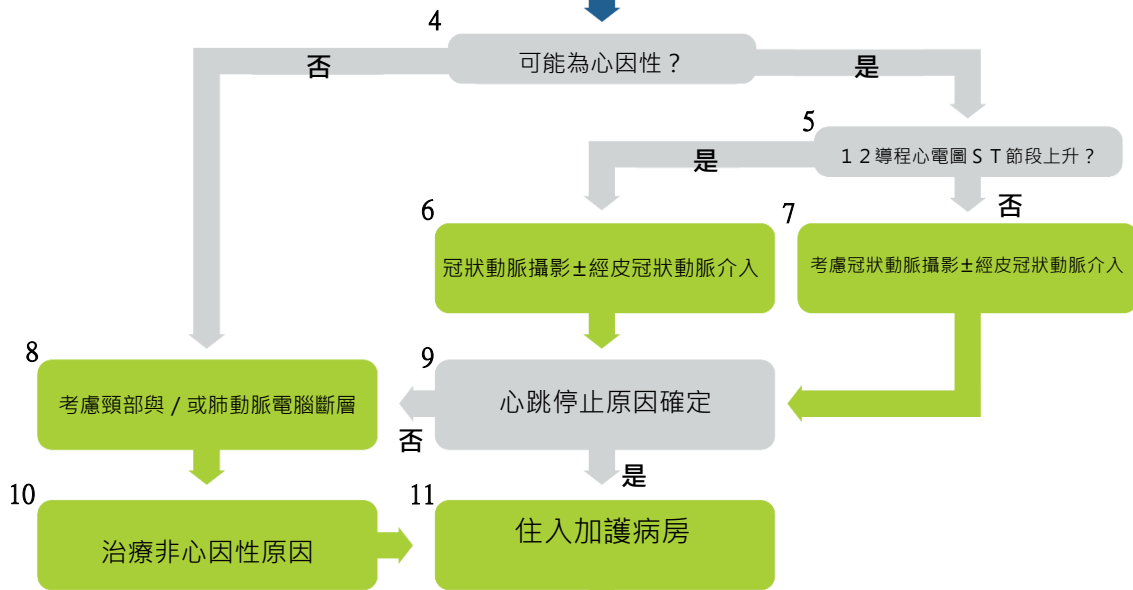 4
可能為心因性？
否
是
5
１２導程心電圖ＳＴ節段上升？
是
否
6
冠狀動脈攝影±經皮冠狀動脈介入
7
考慮冠狀動脈攝影±經皮冠狀動脈介入
8
考慮頸部與／或肺動脈電腦斷層
9
心跳停止原因確定
否
是
10
治療非心因性原因
11
住入加護病房